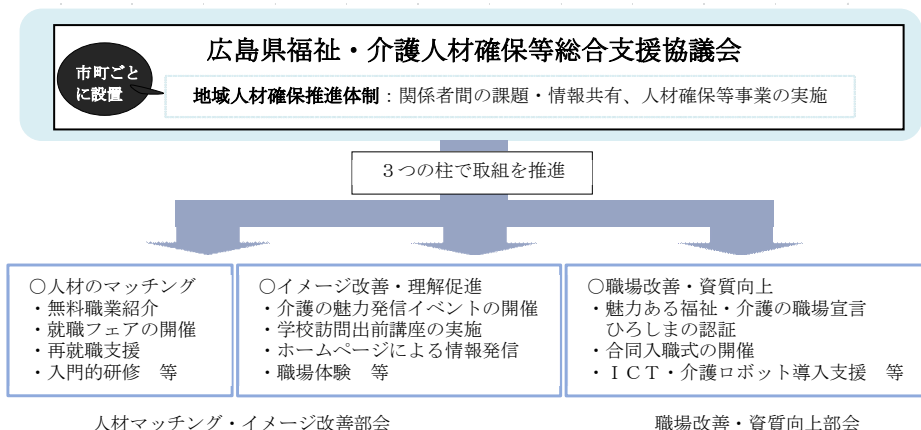 広島県福祉・介護人材確保等総合支援協議会
市町ごと
に設置
地域人材確保推進体制：関係者間の課題・情報共有、人材確保等事業の実施
３つの柱で取組を推進
○人材のマッチング
・無料職業紹介
・就職フェアの開催
・再就職支援
・入門的研修　等
○イメージ改善・理解促進
・介護の魅力発信イベントの開催
・学校訪問出前講座の実施
・ホームページによる情報発信
・職場体験　等
○職場改善・資質向上
・魅力ある福祉・介護の職場宣言
ひろしまの認証
・合同入職式の開催
・ＩＣＴ・介護ロボット導入支援　等
人材マッチング・イメージ改善部会
職場改善・資質向上部会